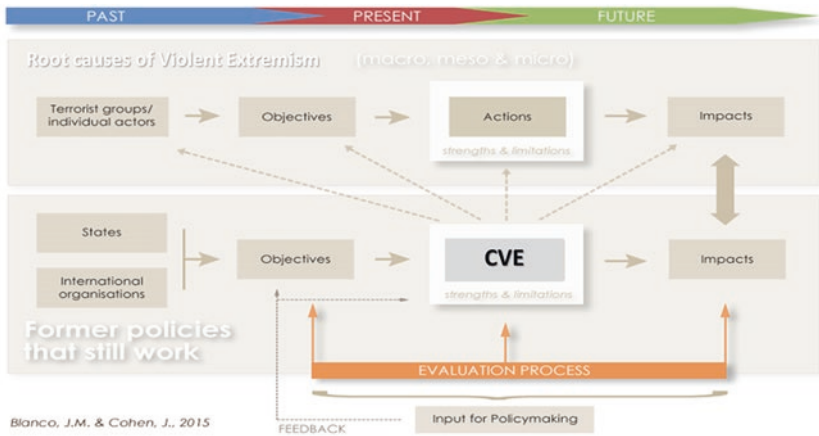 PAST PRESENT FUTURE
Root causes of Violent Extremism (macro, meso & micro)
Terrorist groups/
individual actors
Objectives
Actions
Impacts
strengths & limitations
States
International
organisations
Objectives
CVE
Impacts
strengths & limitations
Former policies
that still work
EVALUATION PROCESS
Input for Policymaking
FEEDBACK
Blanco, J.M. & Cohen, J., 2015